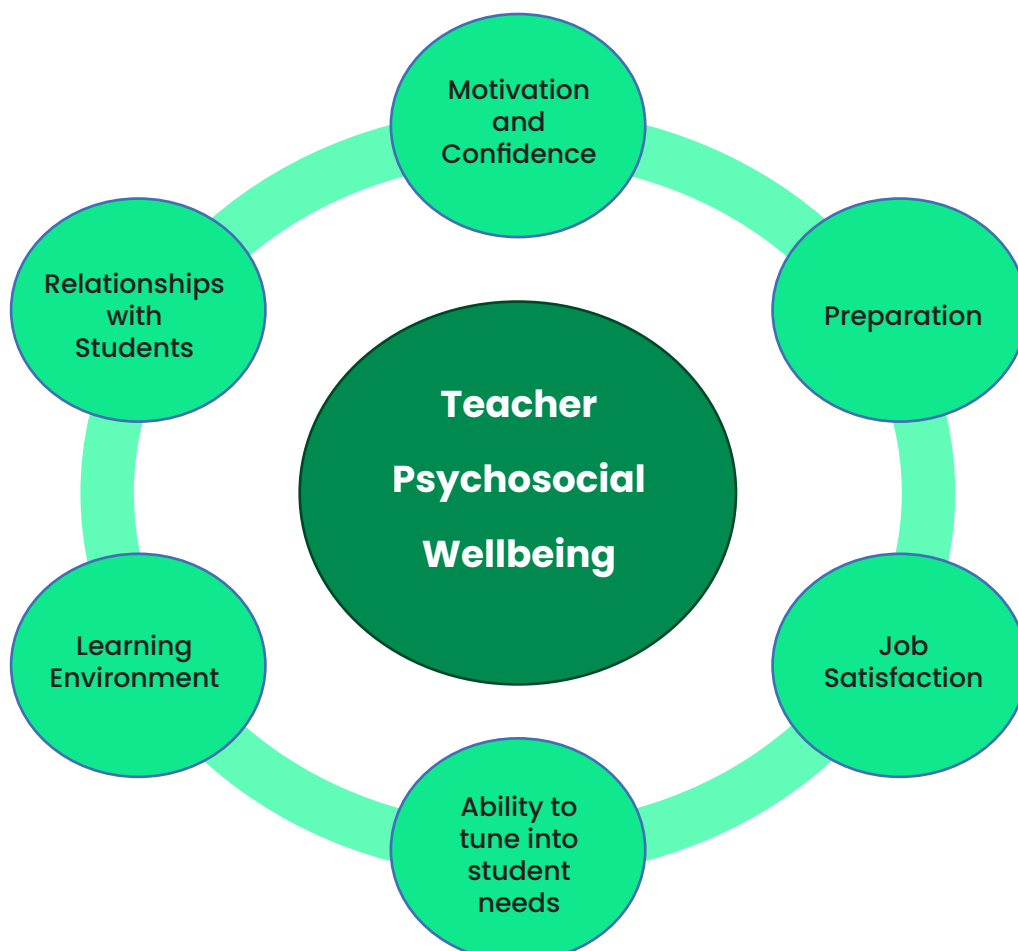 Motivation
and
Confidence
Preparation
Job
Satisfaction
Ability to
tune into
student
needs
Learning
Environment
Relationships
with
Students
Teacher
Psychosocial
Wellbeing